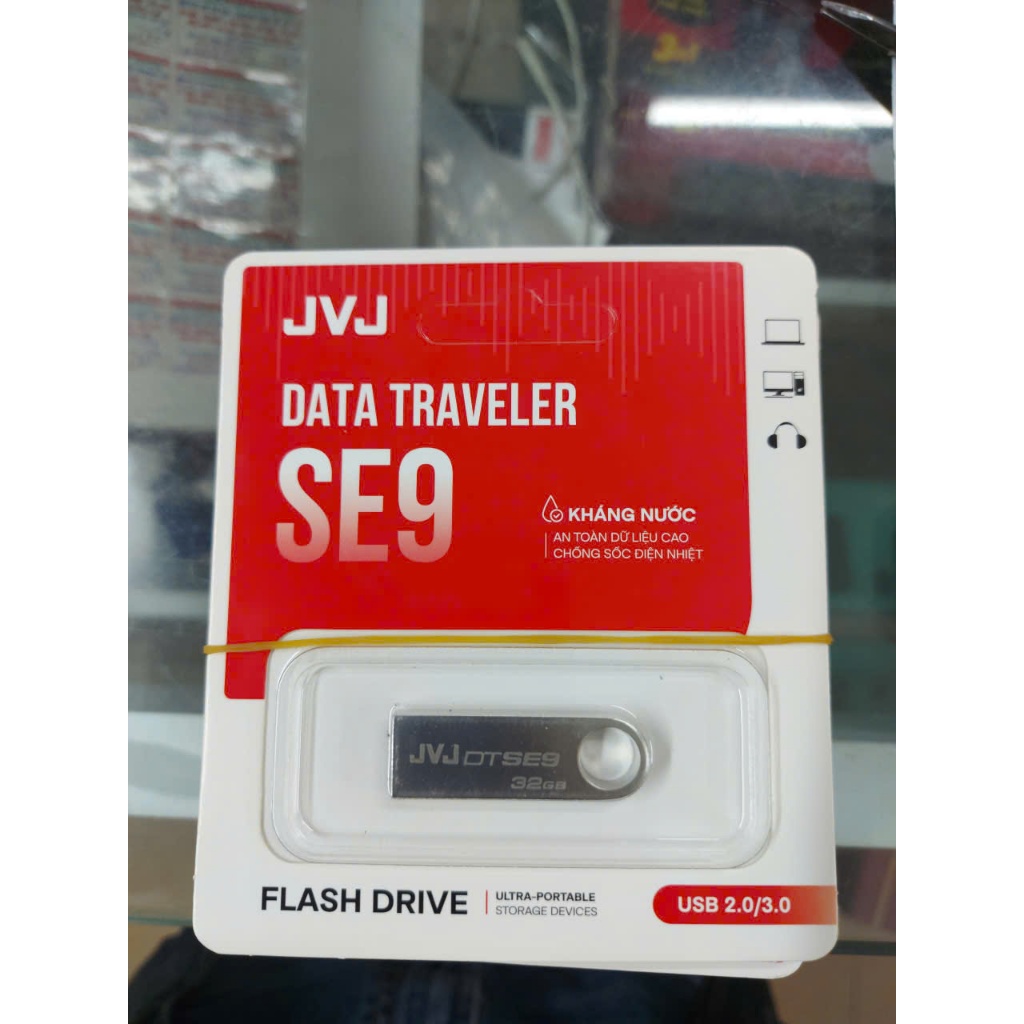 JVJ
DATA TRAVELER
SE9
KHÁNG NƯỚC
AN TOÀN DỮ LIỆU CAO
CHỐNG SỐC ĐIỆN NHIỆT
JVJ DTSE9
32GB
FLASH DRIVE
ULTRA-PORTABLE
STORAGE DEVICES
USB 2.0/3.0